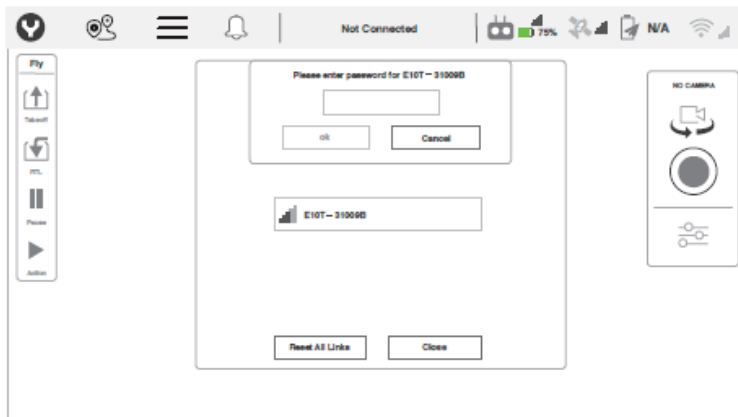 Not Connected
75%
N/A
Fly
Takeoff
RTL
Pause
Action
Please enter password for E10T－31009B
ok
Cancel
E10T－31009B
Reset All Links
Close
NO CAMERA